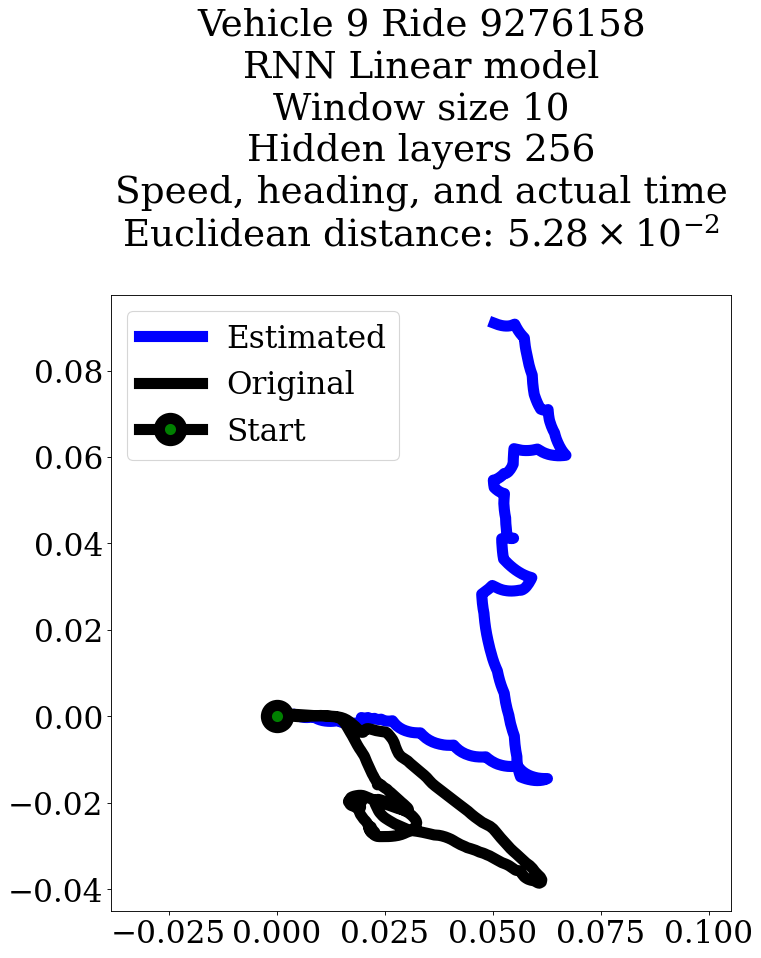 Vehicle 9 Ride 9276158
RNN Linear model
Window size 10
Hidden layers 256
Speed, heading, and actual time
Euclidean distance: 5.28 × 10⁻²
Estimated
Original
Start
0.08
0.06
0.04
0.02
0.00
−0.02
−0.04
−0.025 0.000 0.025 0.050 0.075 0.100